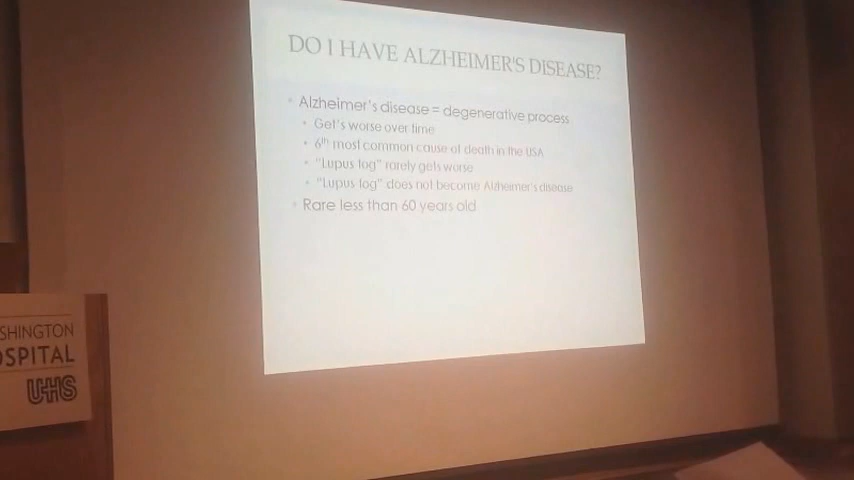 DO I HAVE ALZHEIMER'S DISEASE?
Alzheimer's disease = degenerative process
Get's worse over time
6th most common cause of death in the USA
"Lupus fog" rarely gets worse
"Lupus fog" does not become Alzheimer's disease
Rare less than 60 years old
SHINGTON
OSPITAL
UHS